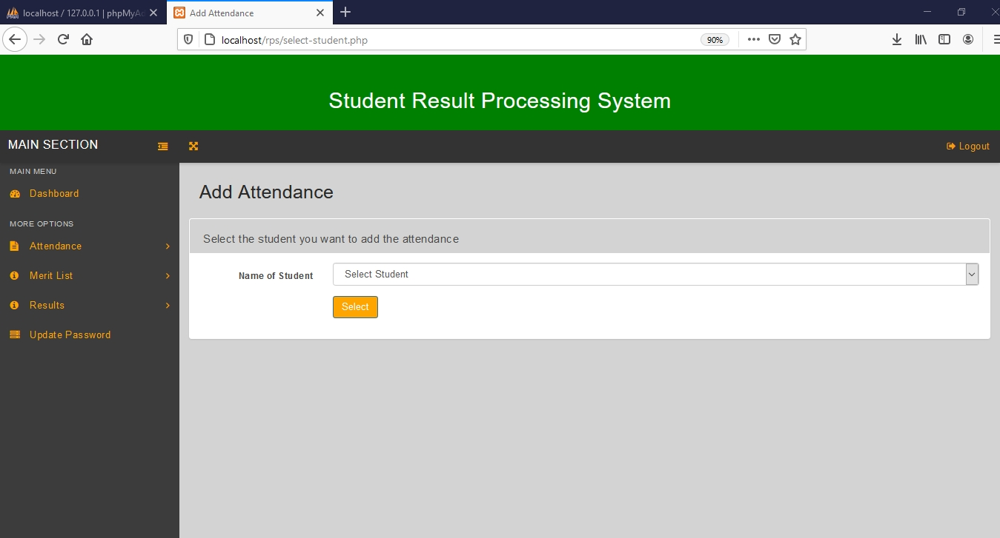 localhost / 127.0.0.1 | phpMyAd
Add Attendance
localhost/rps/select-student.php
90%
Student Result Processing System
MAIN SECTION
Logout
MAIN MENU
Dashboard
MORE OPTIONS
Attendance
Merit List
Results
Update Password
Add Attendance
Select the student you want to add the attendance
Name of Student
Select Student
Select